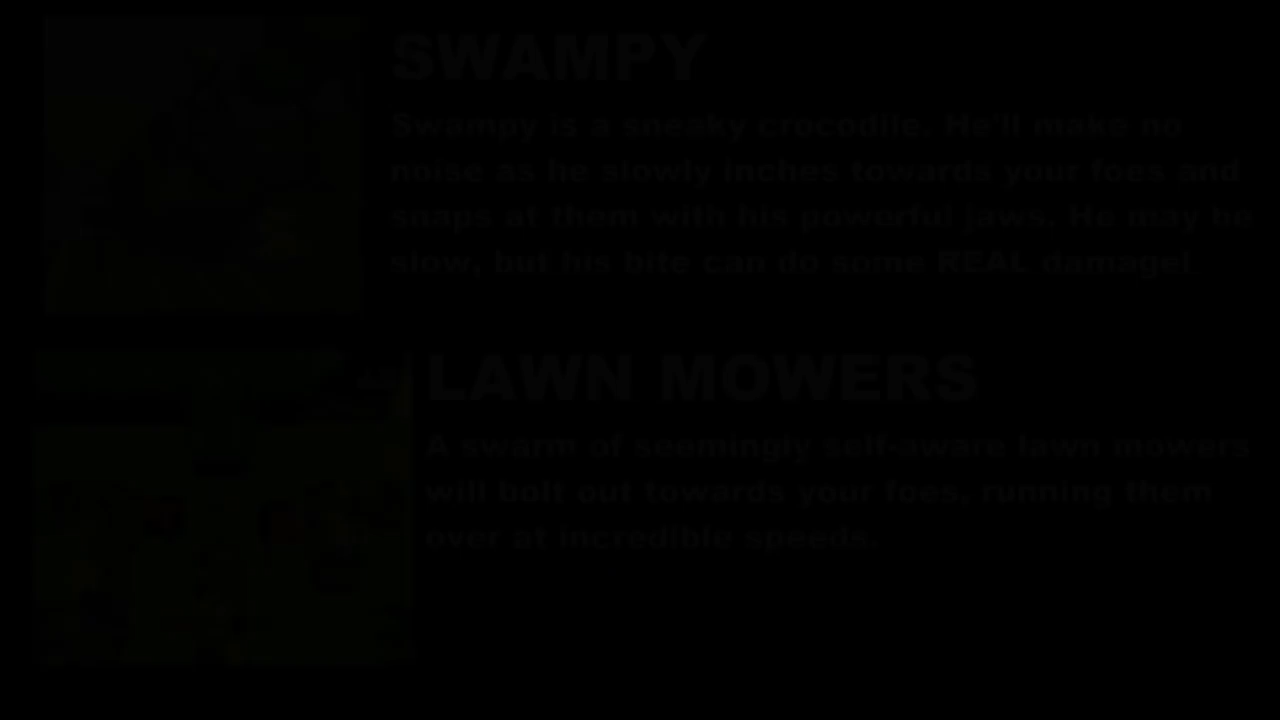 SWAMPY
Swampy is a sneaky crocodile. He'll make no
noise as he slowly inches towards your foes and
snaps at them with his powerful jaws. He may be
slow, but his bite can do some REAL damage!
LAWN MOWERS
A swarm of seemingly self-aware lawn mowers
will bolt out towards your foes, running them
over at incredible speeds.